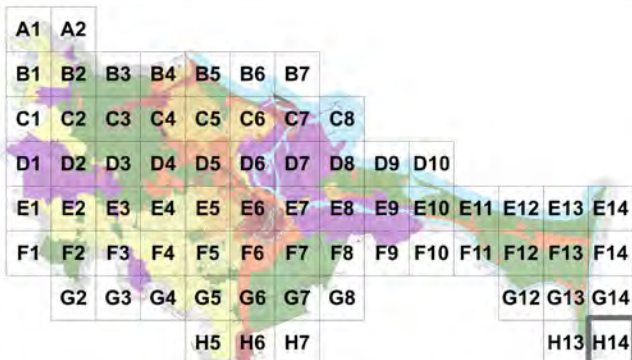 A1 A2
B1 B2 B3 B4 B5 B6 B7
C1 C2 C3 C4 C5 C6 C7 C8
D1 D2 D3 D4 D5 D6 D7 D8 D9 D10
E1 E2 E3 E4 E5 E6 E7 E8 E9 E10 E11 E12 E13 E14
F1 F2 F3 F4 F5 F6 F7 F8 F9 F10 F11 F12 F13 F14
G2 G3 G4 G5 G6 G7 G8 G12 G13 G14
H5 H6 H7 H13 H14